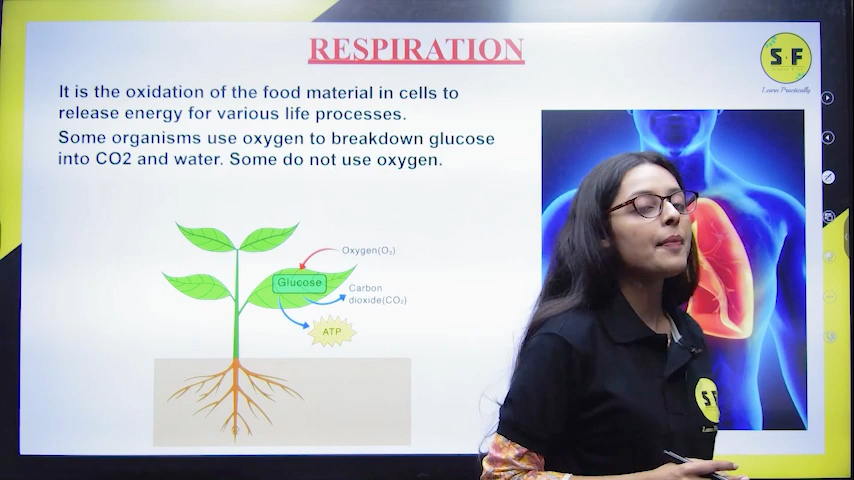 RESPIRATION
S F
Learn Practically
It is the oxidation of the food material in cells to
release energy for various life processes.
Some organisms use oxygen to breakdown glucose
into CO2 and water. Some do not use oxygen.
Oxygen(O₂)
Glucose
Carbon
dioxide(CO₂)
ATP
S F